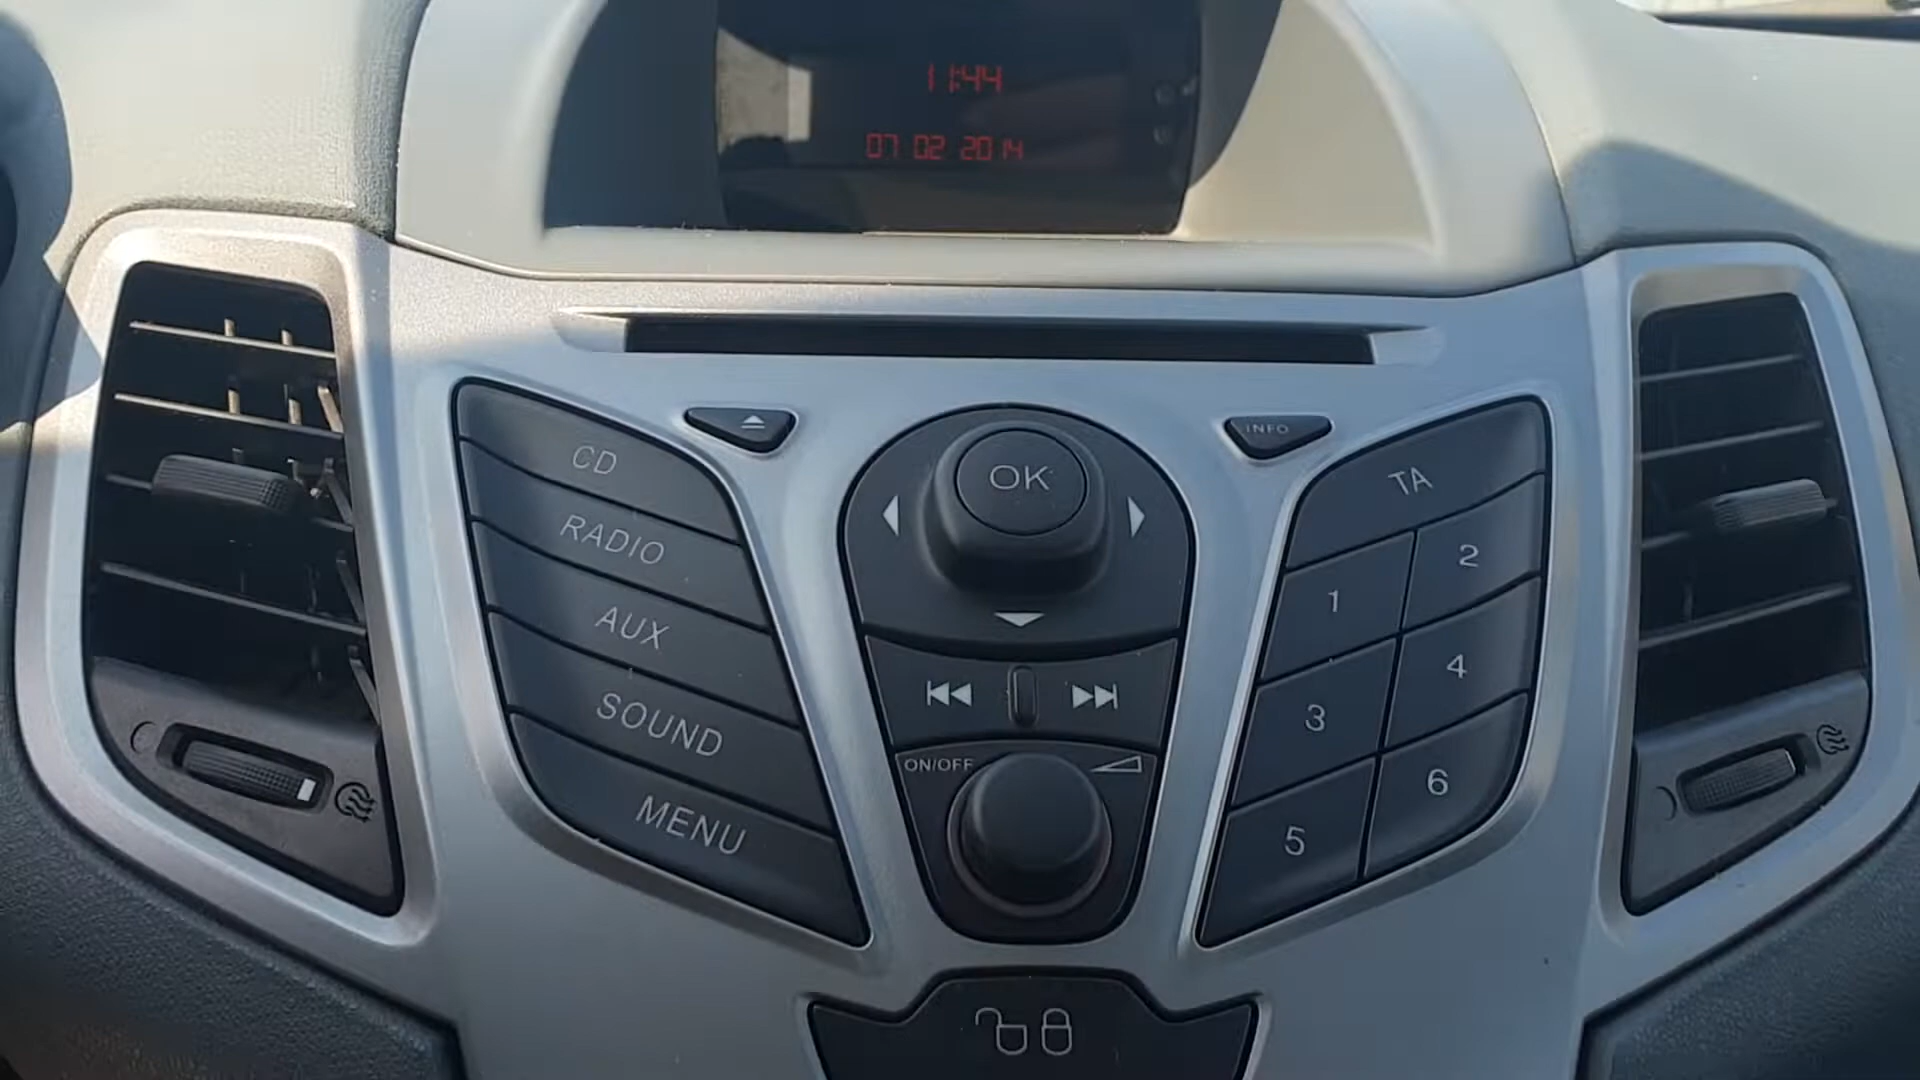 11:44
07 02 2014
CD
RADIO
AUX
SOUND
MENU
OK
INFO
TA
1
2
3
4
5
6
ON/OFF